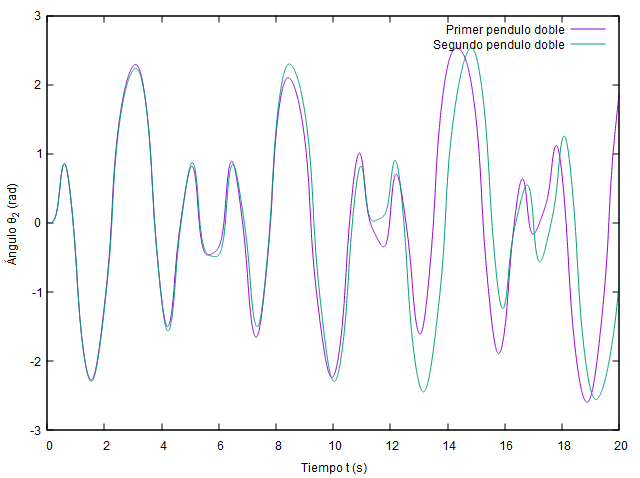 Primer pendulo doble
Segundo pendulo doble
3
2
1
0
-1
-2
-3
Ángulo θ₂ (rad)
0 2 4 6 8 10 12 14 16 18 20
Tiempo t (s)